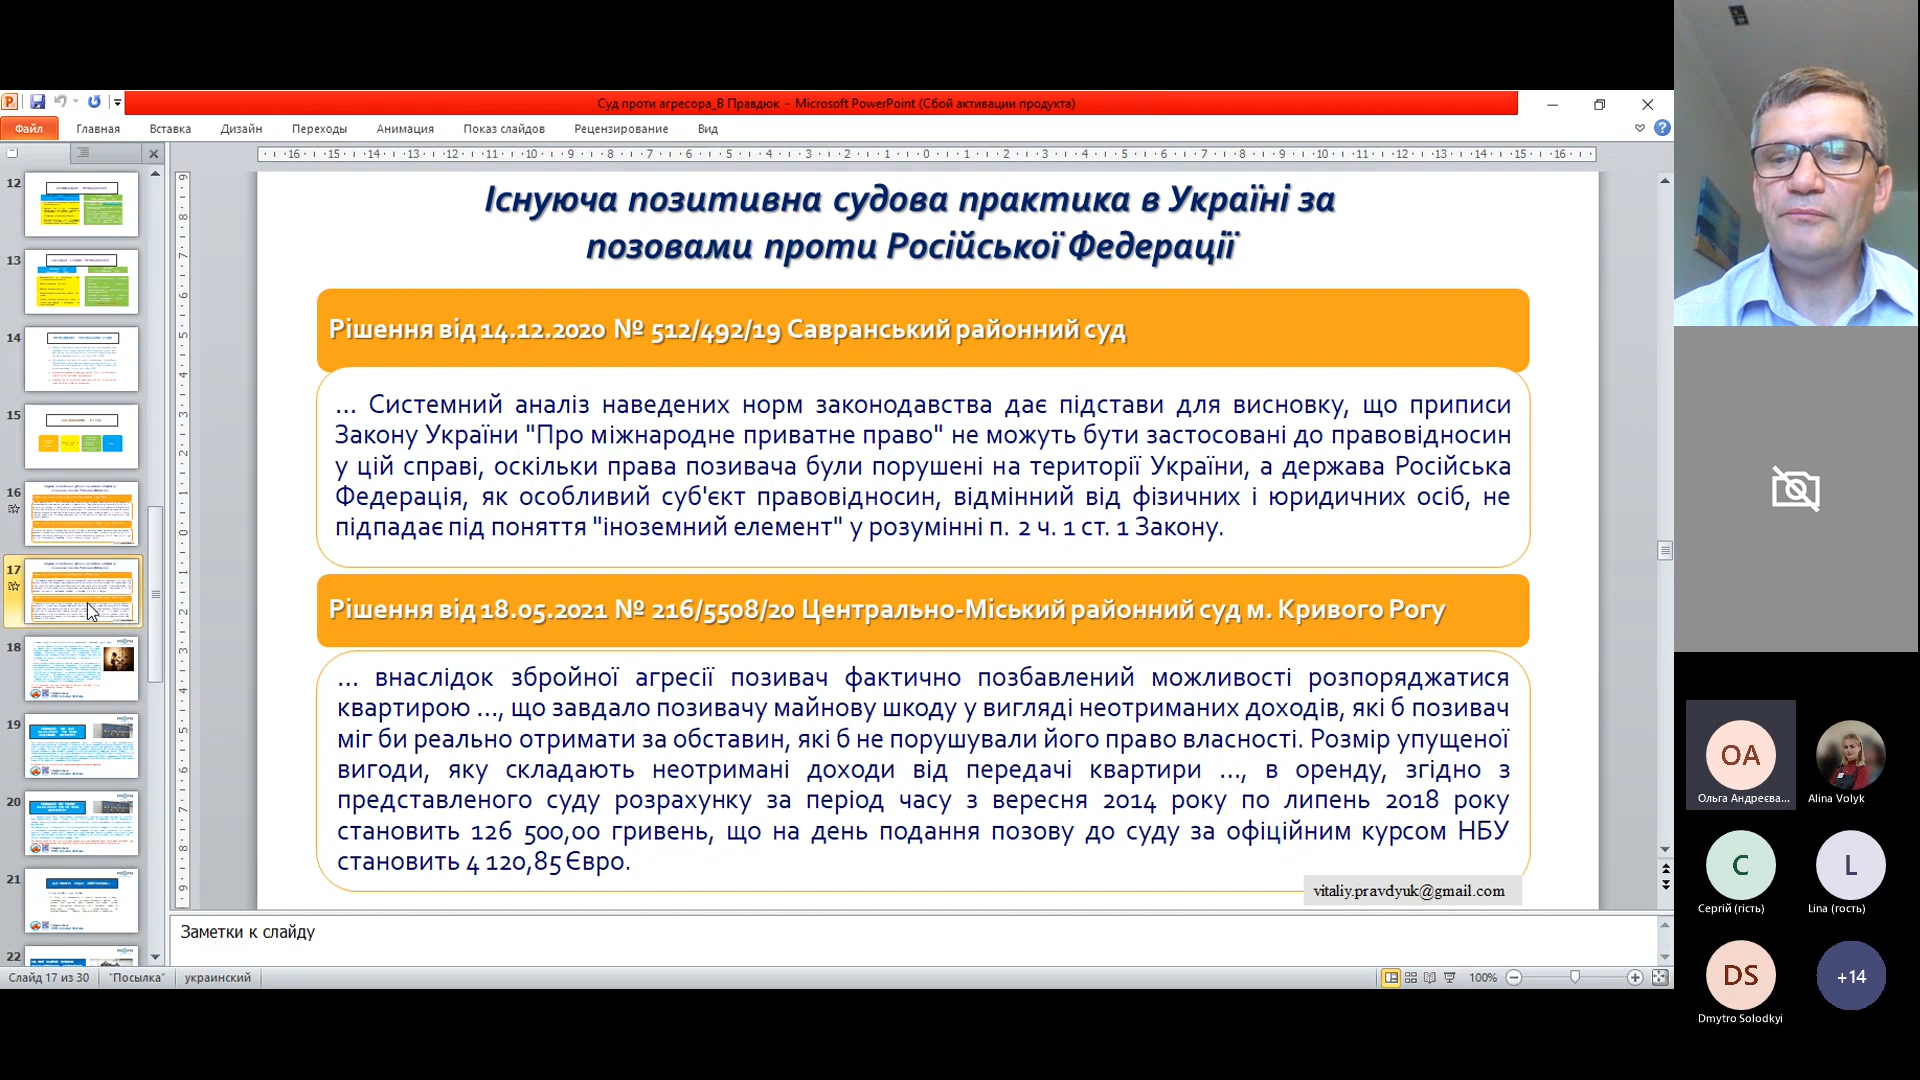 Суд проти агресора_В Правдюк - Microsoft PowerPoint (Сбой активации продукта)
Файл
Главная
Вставка
Дизайн
Переходы
Анимация
Показ слайдов
Рецензирование
Вид
12
13
14
15
16
17
18
19
20
21
22
Існуюча позитивна судова практика в Україні за
позовами проти Російської Федерації
Рішення від 14.12.2020 № 512/492/19 Савранський районний суд
... Системний аналіз наведених норм законодавства дає підстави для висновку, що приписи
Закону України "Про міжнародне приватне право" не можуть бути застосовані до правовідносин
у цій справі, оскільки права позивача були порушені на території України, а держава Російська
Федерація, як особливий суб'єкт правовідносин, відмінний від фізичних і юридичних осіб, не
підпадає під поняття "іноземний елемент" у розумінні п. 2 ч. 1 ст. 1 Закону.
Рішення від 18.05.2021 № 216/5508/20 Центрально-Міський районний суд м. Кривого Рогу
... внаслідок збройної агресії позивач фактично позбавлений можливості розпоряджатися
квартирою ..., що завдало позивачу майнову шкоду у вигляді неотриманих доходів, які б позивач
міг би реально отримати за обставин, які б не порушували його право власності. Розмір упущеної
вигоди, яку складають неотримані доходи від передачі квартири ..., в оренду, згідно з
представленого суду розрахунку за період часу з вересня 2014 року по липень 2018 року
становить 126 500,00 гривень, що на день подання позову до суду за офіційним курсом НБУ
становить 4 120,85 Євро.
vitaliy.pravdyuk@gmail.com
Заметки к слайду
Слайд 17 из 30
"Посылка"
украинский
100%
OA
Ольга Андреєва...
Alina Volyk
C
Сергій (гість)
L
Lina (гость)
DS
Dmytro Solodkyi
+14